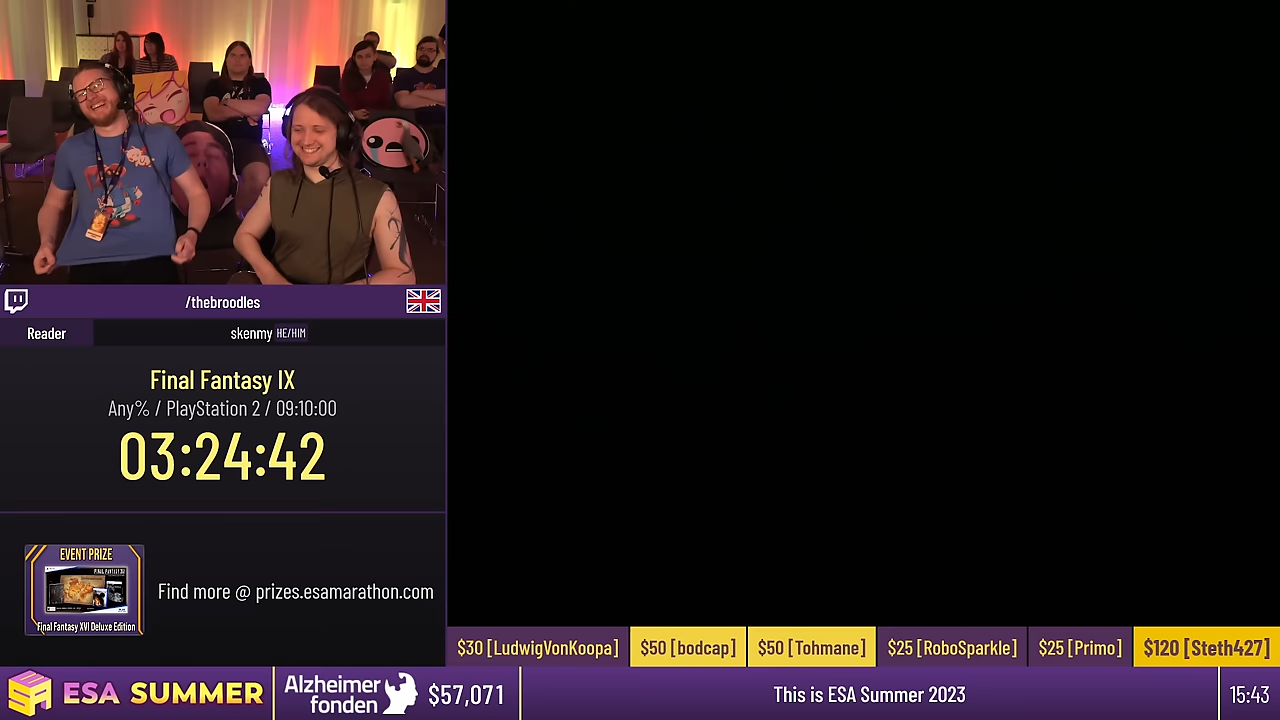 /thebroodles
Reader
skenmy HE/HIM
Final Fantasy IX
Any% / PlayStation 2 / 09:10:00
03:24:42
EVENT PRIZE
Final Fantasy XVI Deluxe Edition
Find more @ prizes.esamarathon.com
$30 [LudwigVonKoopa]
$50 [bodcap]
$50 [Tohmane]
$25 [RoboSparkle]
$25 [Primo]
$120 [Steth427]
ESA SUMMER
Alzheimer
fonden
$57,071
This is ESA Summer 2023
15:43